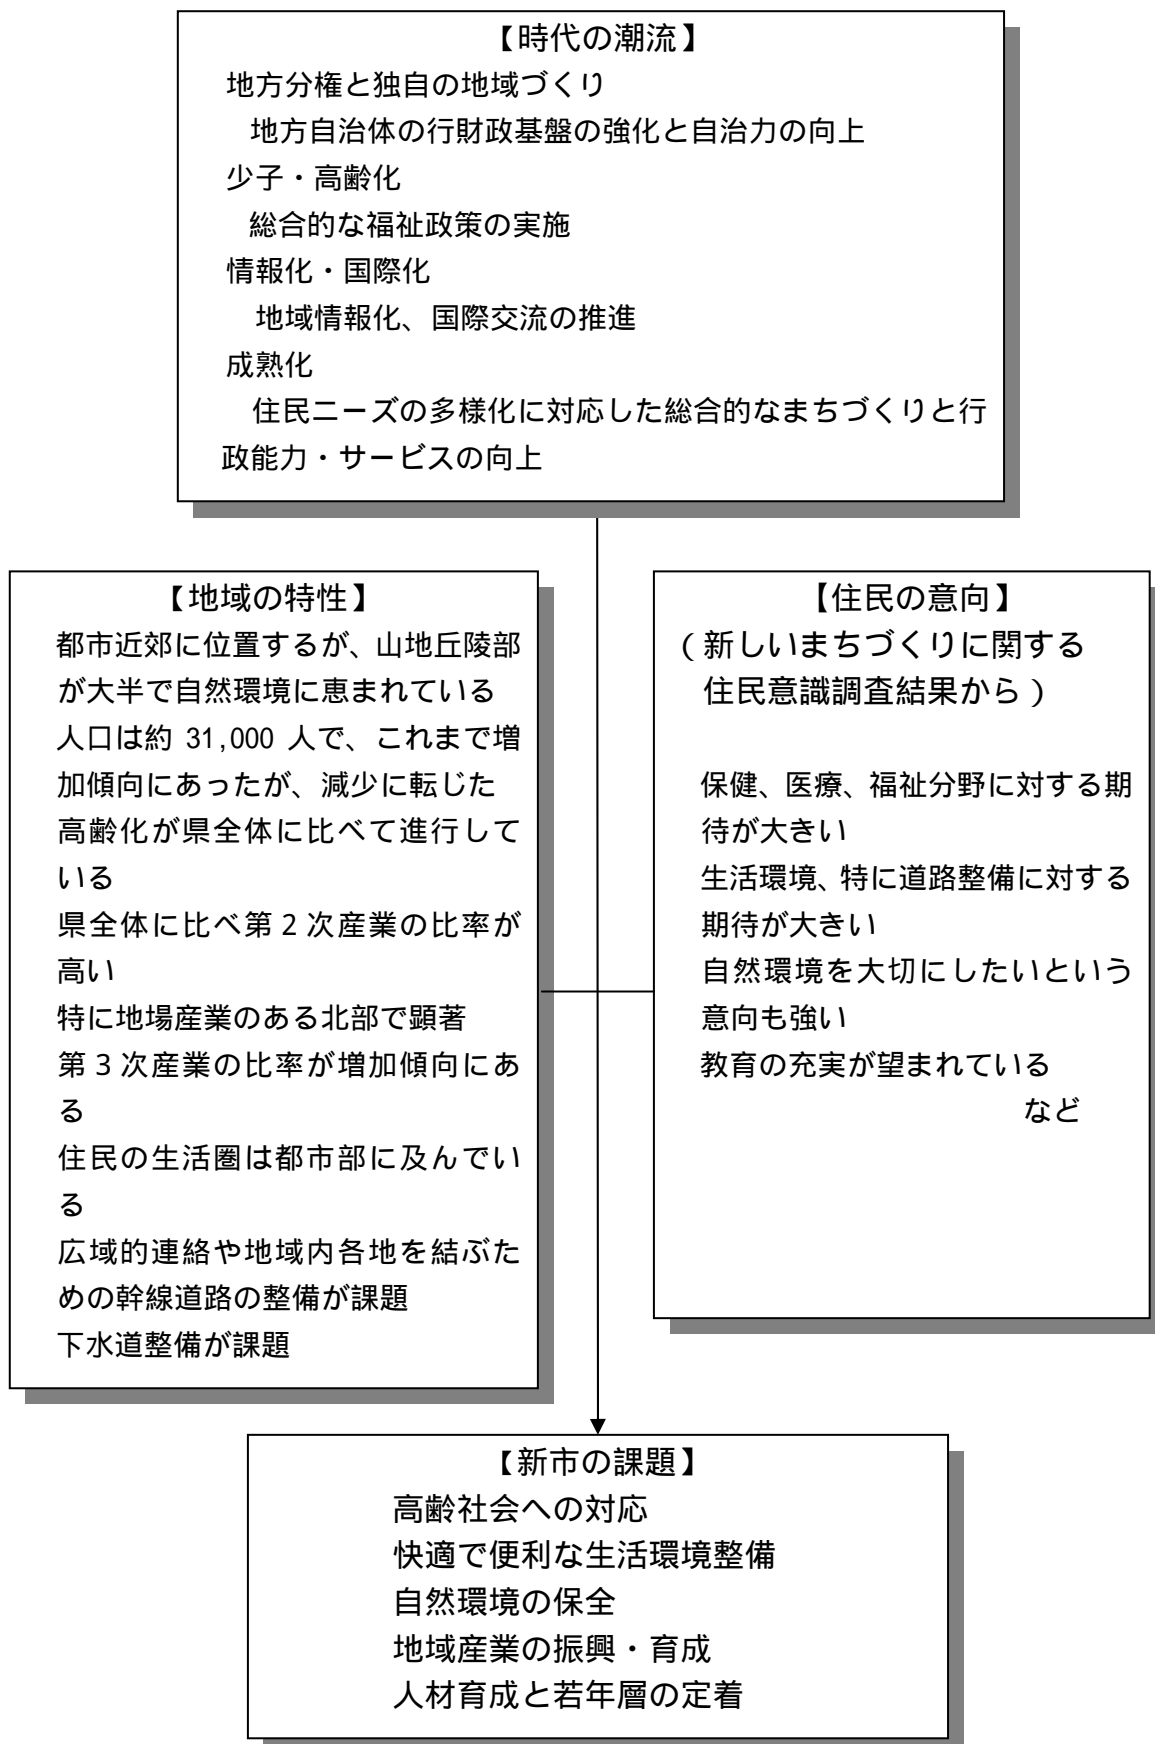 【時代の潮流】
地方分権と独自の地域づくり
地方自治体の行財政基盤の強化と自治力の向上
少子・高齢化
総合的な福祉政策の実施
情報化・国際化
地域情報化、国際交流の推進
成熟化
住民ニーズの多様化に対応した総合的なまちづくりと行
政能力・サービスの向上
【地域の特性】
都市近郊に位置するが、山地丘陵部
が大半で自然環境に恵まれている
人口は約 31,000 人で、これまで増
加傾向にあったが、減少に転じた
高齢化が県全体に比べて進行して
いる
県全体に比べ第2次産業の比率が
高い
特に地場産業のある北部で顕著
第3次産業の比率が増加傾向にあ
る
住民の生活圏は都市部に及んでい
る
広域的連絡や地域内各地を結ぶた
めの幹線道路の整備が課題
下水道整備が課題
【住民の意向】
(新しいまちづくりに関する
住民意識調査結果から)
保健、医療、福祉分野に対する期
待が大きい
生活環境、特に道路整備に対する
期待が大きい
自然環境を大切にしたいという
意向も強い
教育の充実が望まれている
など
【新市の課題】
高齢社会への対応
快適で便利な生活環境整備
自然環境の保全
地域産業の振興・育成
人材育成と若年層の定着